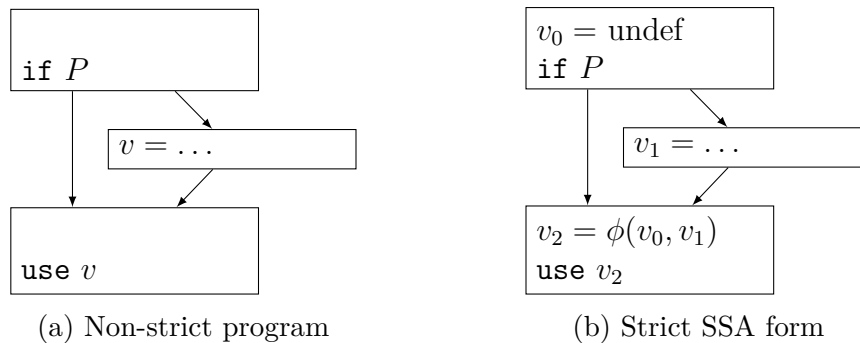 if P
v = ...
use v
(a) Non-strict program
v₀ = undef
if P
v₁ = ...
v₂ = ϕ(v₀, v₁)
use v₂
(b) Strict SSA form